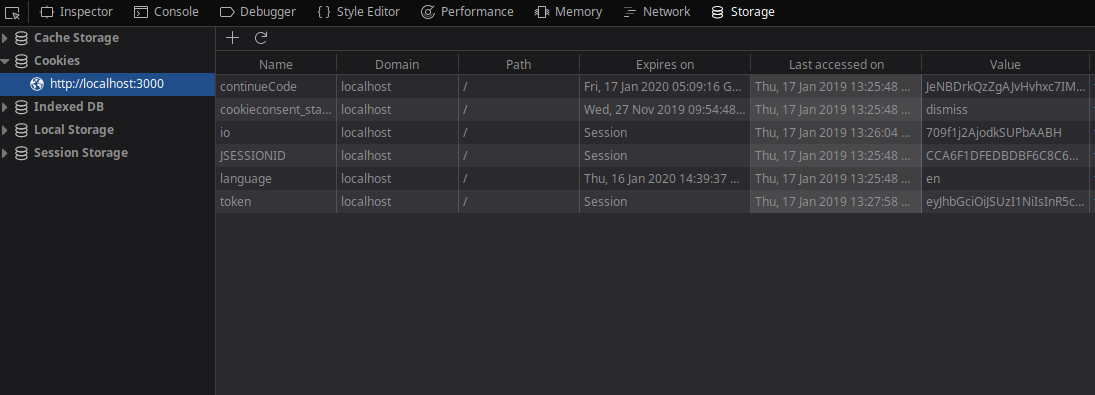 Inspector Console Debugger { } Style Editor Performance Memory Network Storage
Cache Storage
Cookies
http://localhost:3000
Indexed DB
Local Storage
Session Storage
Name Domain Path Expires on Last accessed on Value
continueCode localhost / Fri, 17 Jan 2020 05:09:16 G... Thu, 17 Jan 2019 13:25:48 ... JeNBDrkQzZgAJvHvhxc7IM...
cookieconsent_sta... localhost / Wed, 27 Nov 2019 09:54:48... Thu, 17 Jan 2019 13:25:48 ... dismiss
io localhost / Session Thu, 17 Jan 2019 13:26:04 ... 709f1j2AjodkSUPbAABH
JSESSIONID localhost / Session Thu, 17 Jan 2019 13:25:48 ... CCA6F1DFEDBDBF6C8C6...
language localhost / Thu, 16 Jan 2020 14:39:37 ... Thu, 17 Jan 2019 13:25:48 ... en
token localhost / Session Thu, 17 Jan 2019 13:27:58 ... eyJhbGciOiJSUzI1NiIsInR5c...